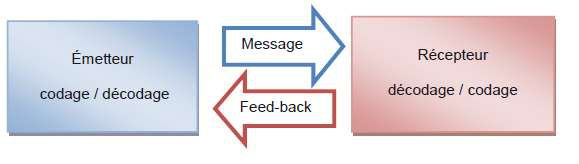 Émetteur
codage / décodage
Message
Feed-back
Récepteur
décodage / codage